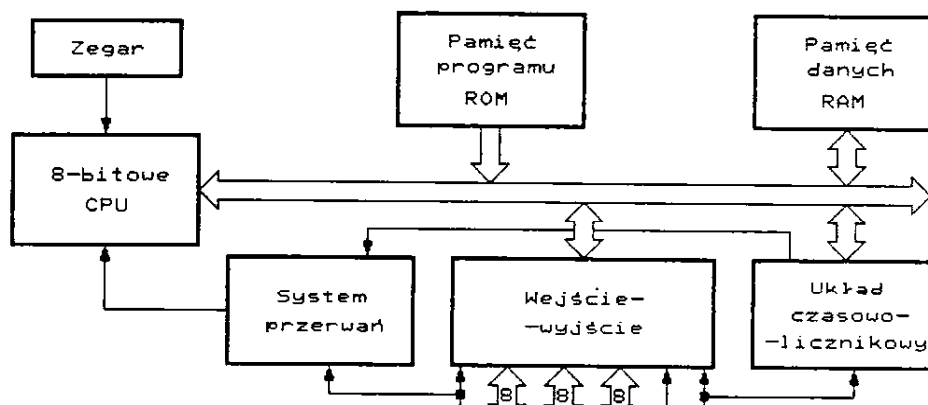 Zegar
Pamięć
programu
ROM
Pamięć
danych
RAM
8-bitowe
CPU
System
przerwań
Wejście-
-wyjście
Układ
czasowo-
-licznikowy
8
8
8